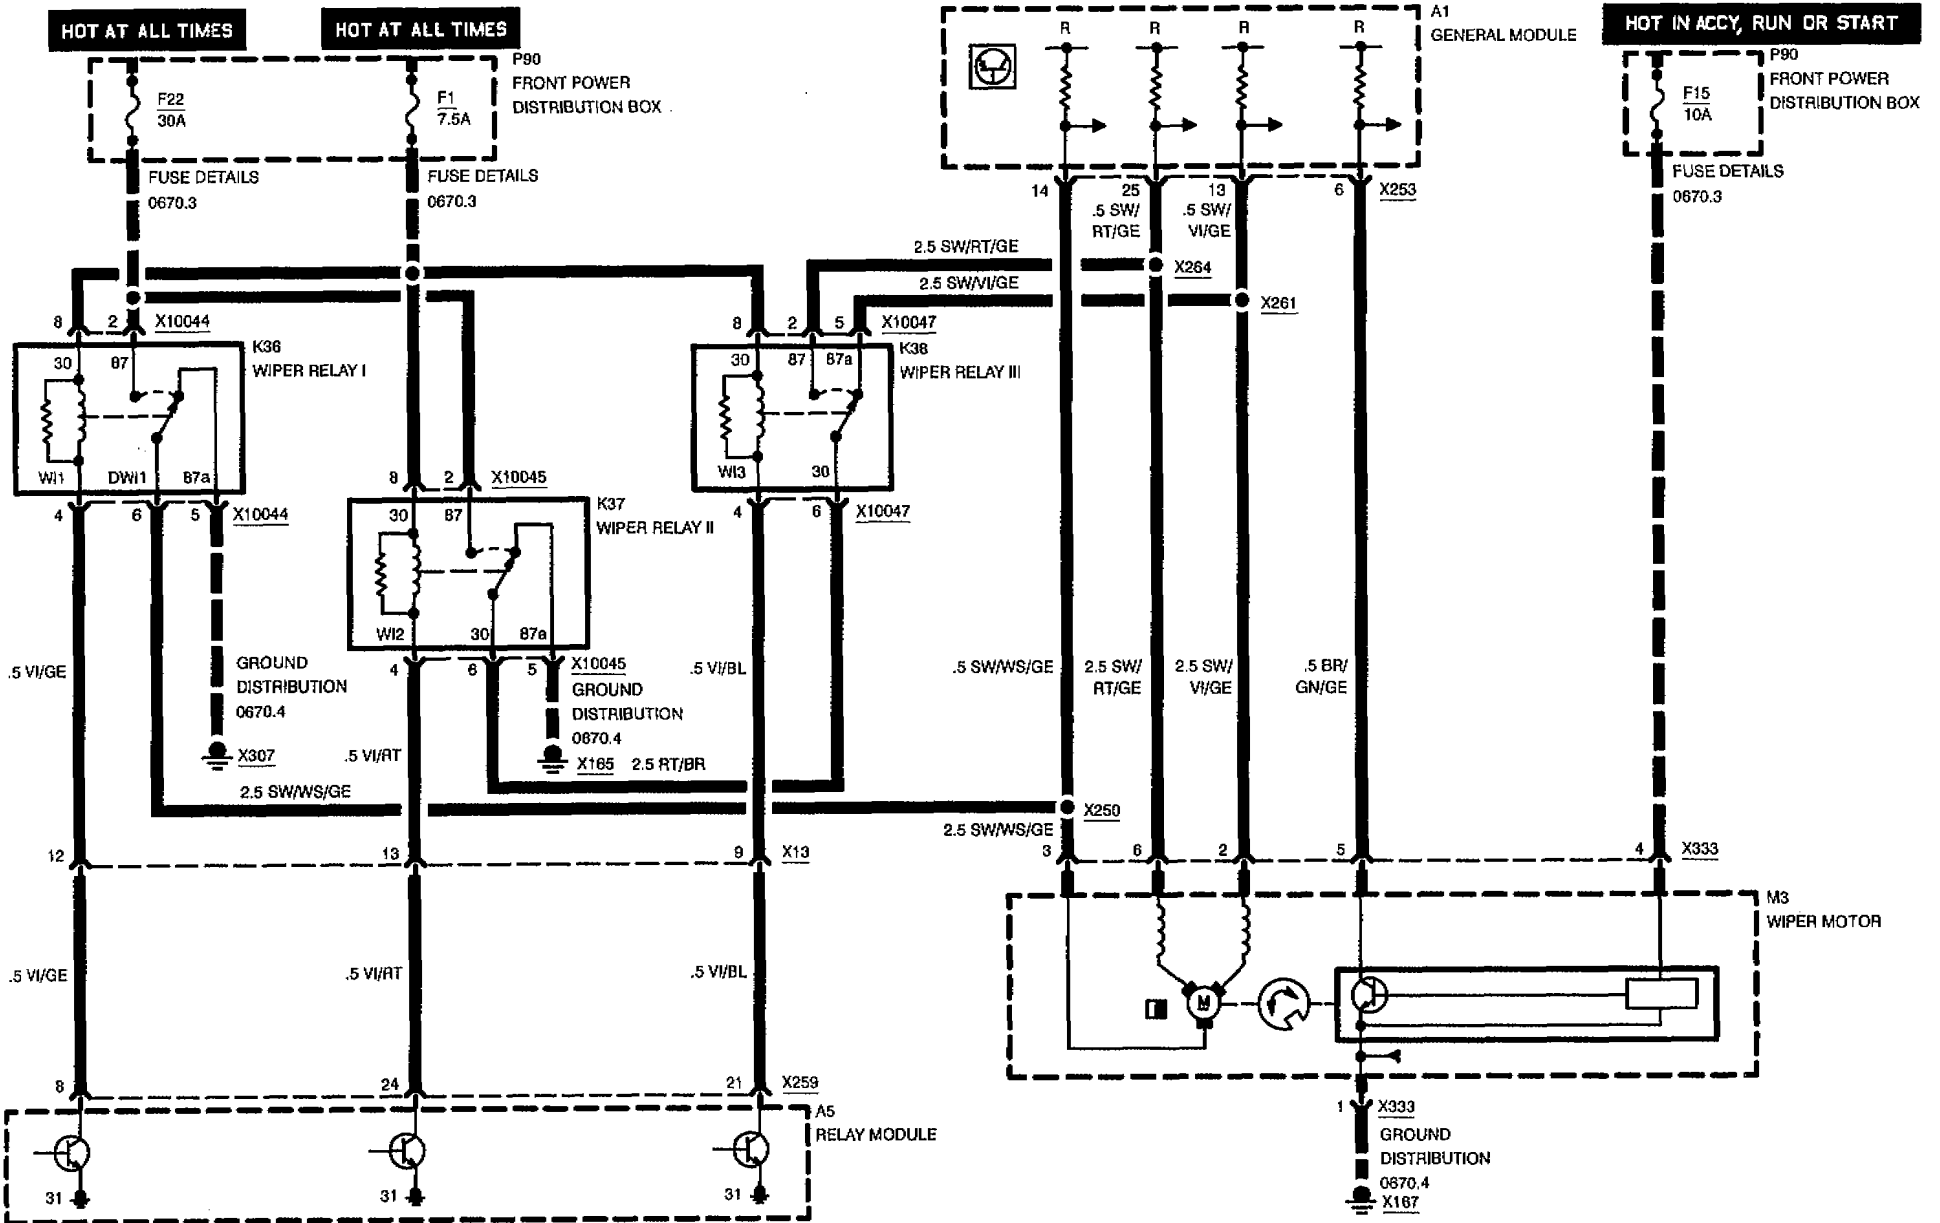 HOT AT ALL TIMES
HOT AT ALL TIMES
HOT IN ACCY, RUN OR START
F22
30A
F1
7.5A
P90
FRONT POWER
DISTRIBUTION BOX
FUSE DETAILS
0670.3
FUSE DETAILS
0670.3
R
R
R
R
A1
GENERAL MODULE
14
25
13
6
X253
.5 SW/
RT/GE
.5 SW/
VI/GE
F15
10A
P90
FRONT POWER
DISTRIBUTION BOX
FUSE DETAILS
0670.3
2.5 SW/RT/GE
X264
2.5 SW/VI/GE
X261
8
2
X10044
K36
WIPER RELAY I
30
87
WI1
DWI1
87a
4
6
5
X10044
8
2
5
X10047
K38
WIPER RELAY III
30
87
87a
WI3
30
4
6
X10047
8
2
X10045
K37
WIPER RELAY II
30
87
WI2
30
87a
4
6
5
X10045
.5 VI/GE
GROUND
DISTRIBUTION
0670.4
X307
GROUND
DISTRIBUTION
0670.4
X165
.5 VI/RT
2.5 RT/BR
.5 VI/BL
.5 SW/WS/GE
2.5 SW/
RT/GE
2.5 SW/
VI/GE
.5 BR/
GN/GE
2.5 SW/WS/GE
X250
2.5 SW/WS/GE
12
13
9
X13
3
6
2
5
4
X333
M3
WIPER MOTOR
M
.5 VI/GE
.5 VI/RT
.5 VI/BL
8
24
21
X259
A5
RELAY MODULE
31
31
31
1
X333
GROUND
DISTRIBUTION
0670.4
X167